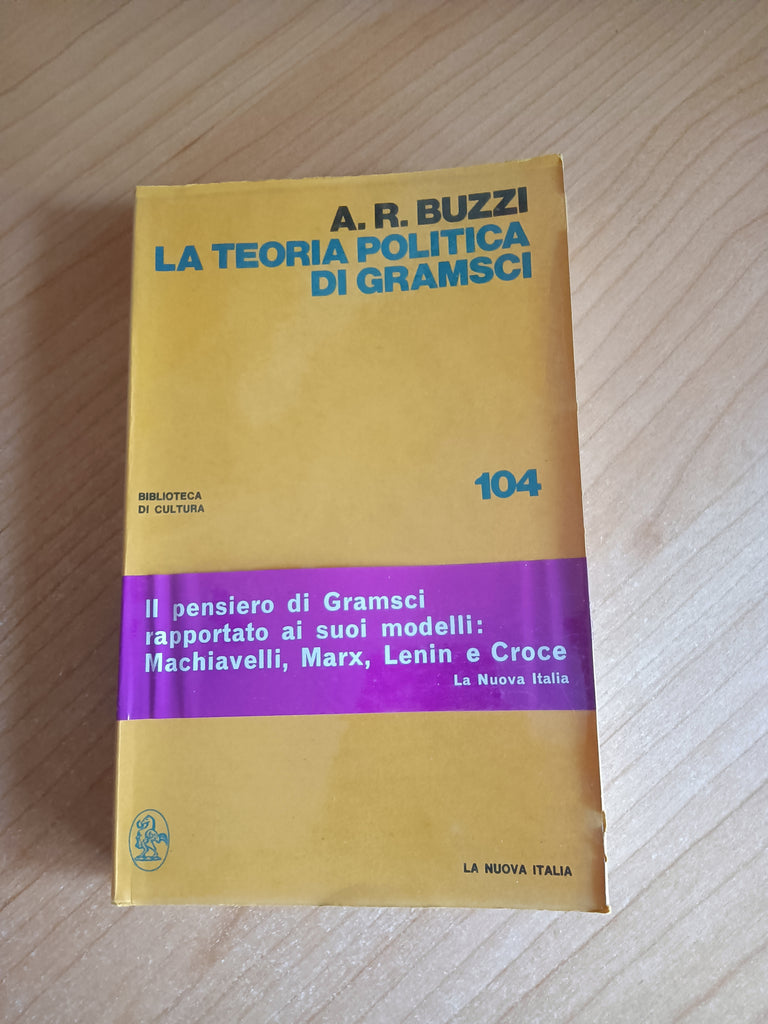 A. R. BUZZI
LA TEORIA POLITICA
DI GRAMSCI
BIBLIOTECA
DI CULTURA
104
Il pensiero di Gramsci
rapportato ai suoi modelli:
Machiavelli, Marx, Lenin e Croce
La Nuova Italia
LA NUOVA ITALIA